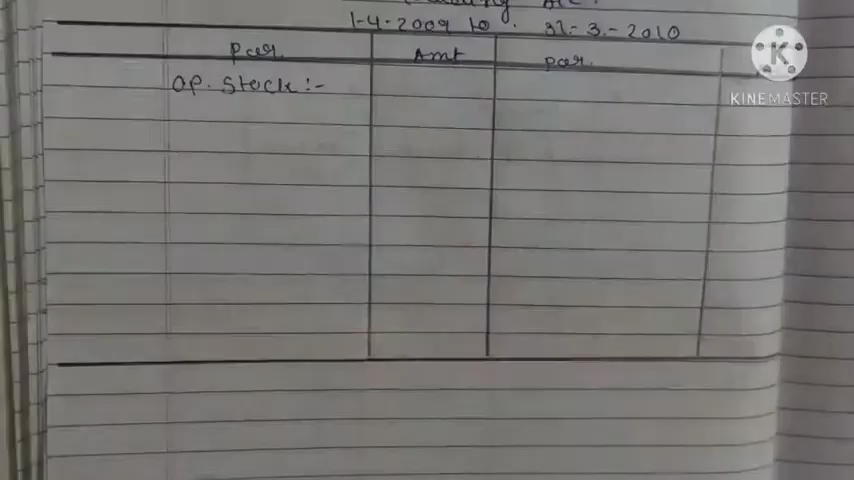 A/c.
1-4-2009 to 31-3-2010
par. Amt par.
op. Stock :-
K
KINEMASTER